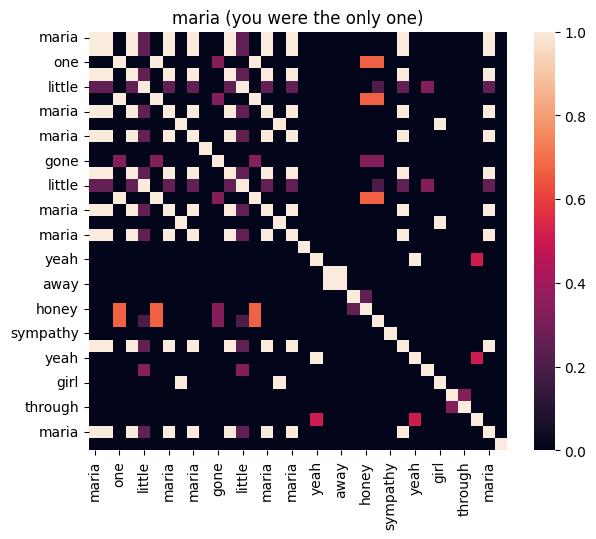 maria (you were the only one)
maria
one
little
maria
maria
gone
little
maria
maria
yeah
away
honey
sympathy
yeah
girl
through
maria
1.0
0.8
0.6
0.4
0.2
0.0
maria
one
little
maria
maria
gone
little
maria
maria
yeah
away
honey
sympathy
yeah
girl
through
maria